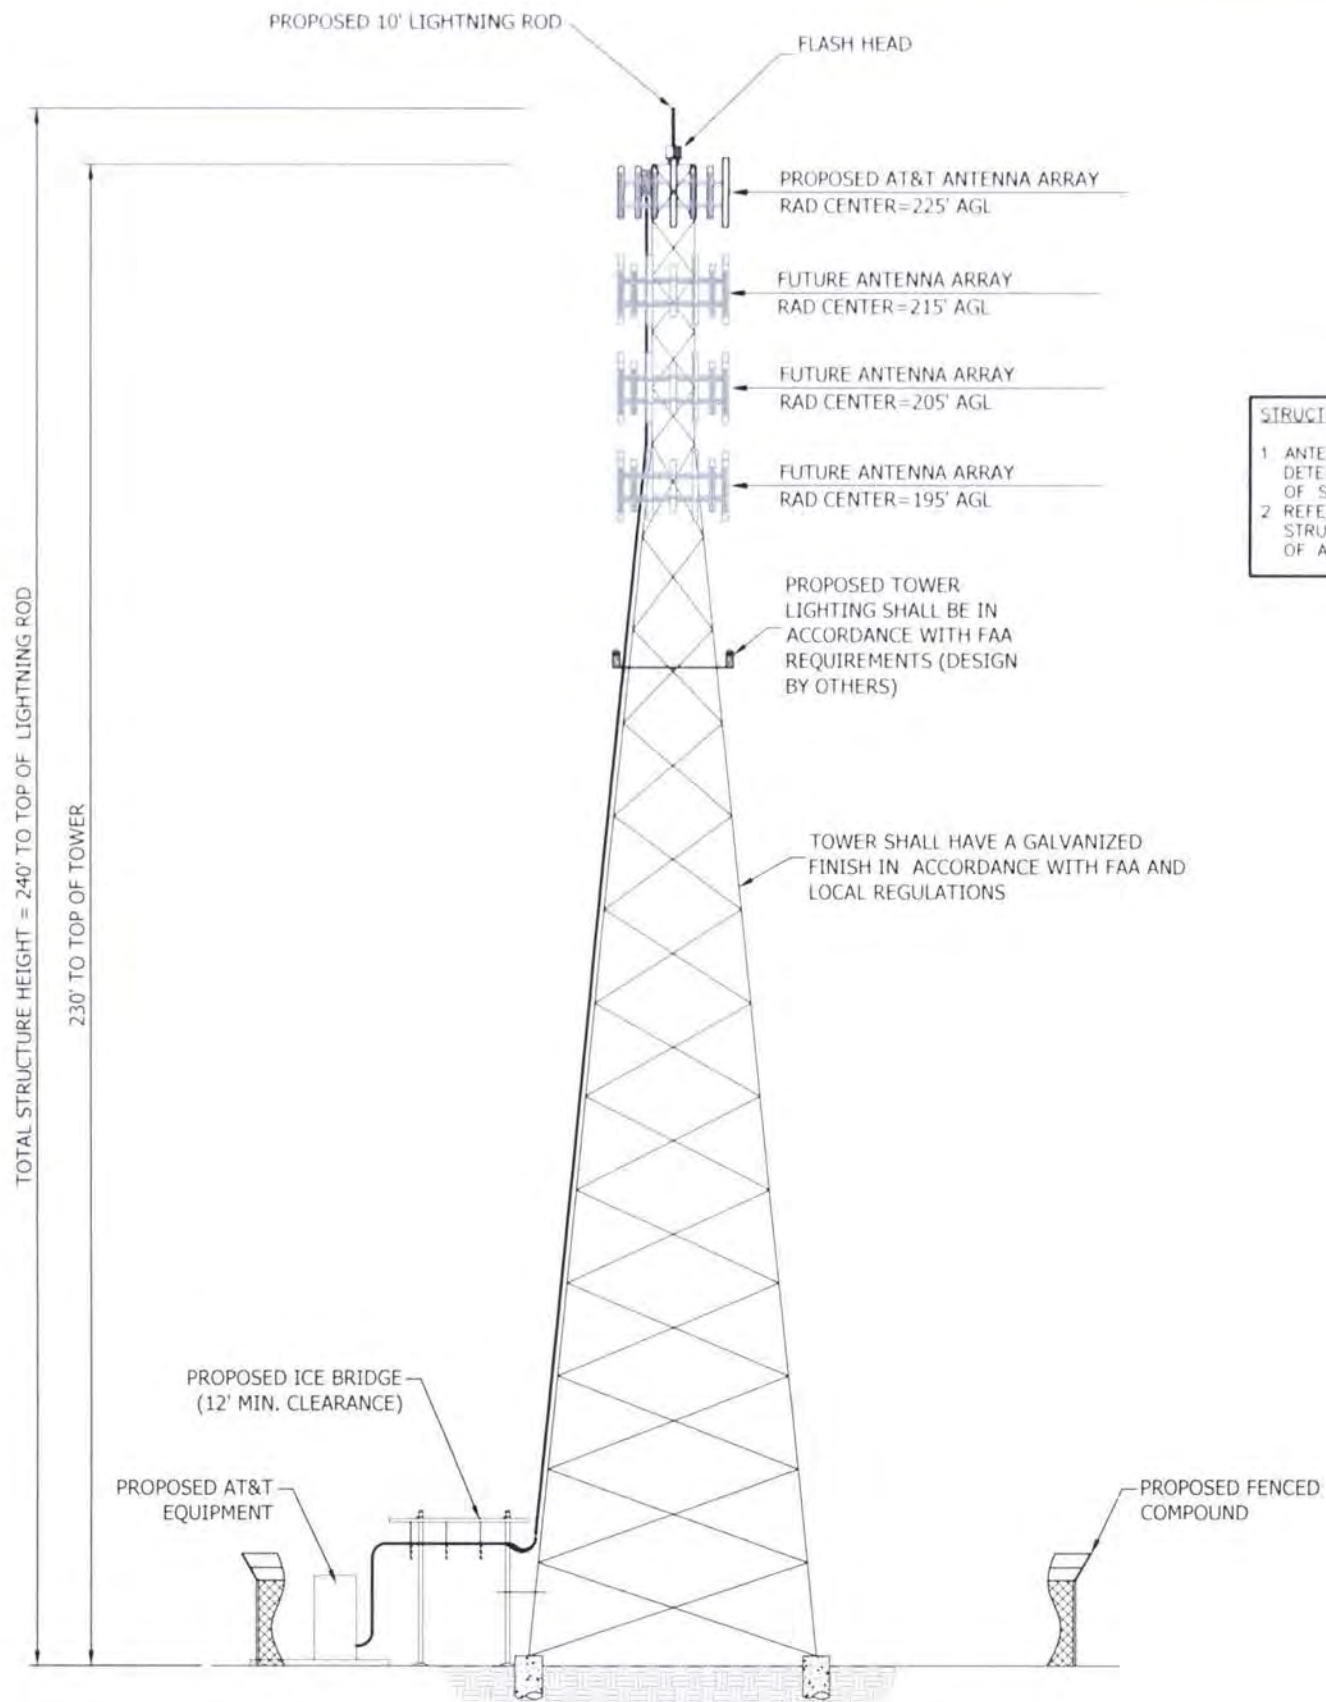 PROPOSED 10' LIGHTNING ROD
FLASH HEAD
PROPOSED AT&T ANTENNA ARRAY
RAD CENTER=225' AGL
FUTURE ANTENNA ARRAY
RAD CENTER=215' AGL
FUTURE ANTENNA ARRAY
RAD CENTER=205' AGL
FUTURE ANTENNA ARRAY
RAD CENTER=195' AGL
PROPOSED TOWER
LIGHTING SHALL BE IN
ACCORDANCE WITH FAA
REQUIREMENTS (DESIGN
BY OTHERS)
TOWER SHALL HAVE A GALVANIZED
FINISH IN ACCORDANCE WITH FAA AND
LOCAL REGULATIONS
TOTAL STRUCTURE HEIGHT = 240' TO TOP OF LIGHTNING ROD
230' TO TOP OF TOWER
PROPOSED ICE BRIDGE
(12' MIN. CLEARANCE)
PROPOSED AT&T
EQUIPMENT
PROPOSED FENCED
COMPOUND
1
OF
2
OF